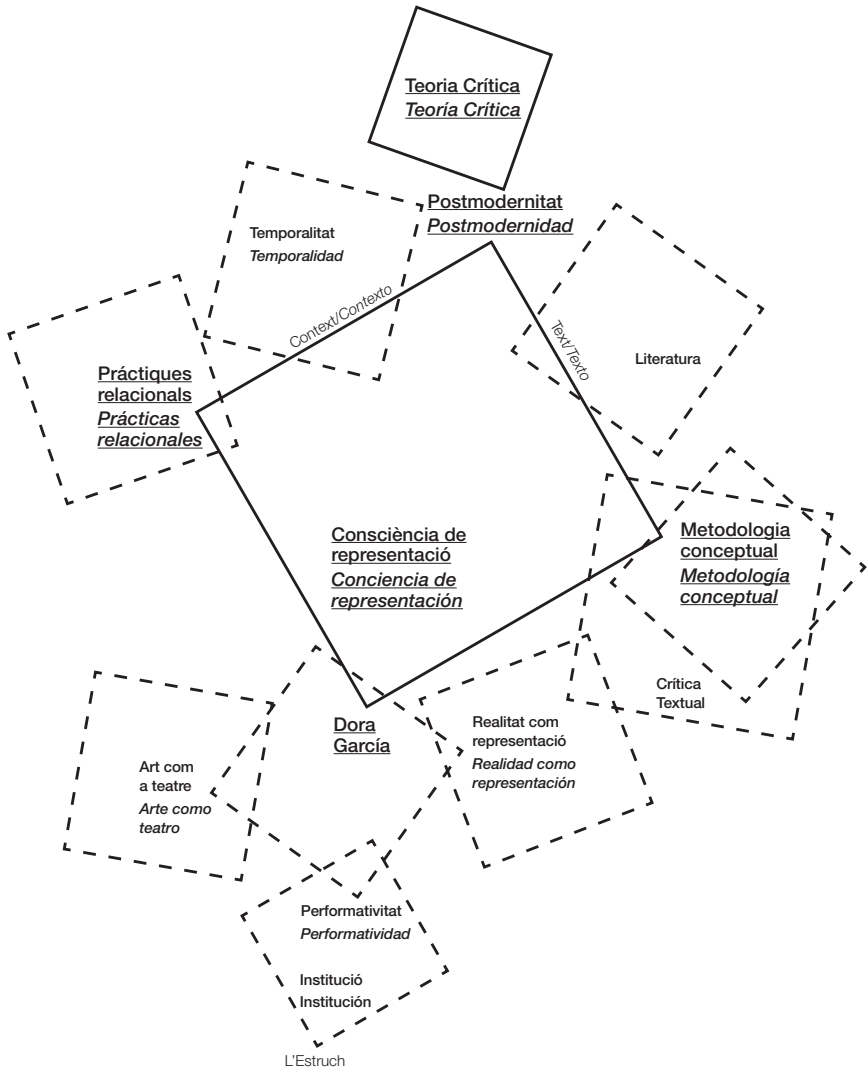 Teoria Crítica
Teoría Crítica
Postmodernitat
Postmodernidad
Temporalitat
Temporalidad
Context/Contexto
Text/Texto
Literatura
Práctiques
relacionals
Prácticas
relacionales
Consciència de
representació
Conciencia de
representación
Metodologia
conceptual
Metodología
conceptual
Crítica
Textual
Dora
García
Realitat com
representació
Realidad como
representación
Art com
a teatre
Arte como
teatro
Performativitat
Performatividad
Institució
Institución
L'Estruch